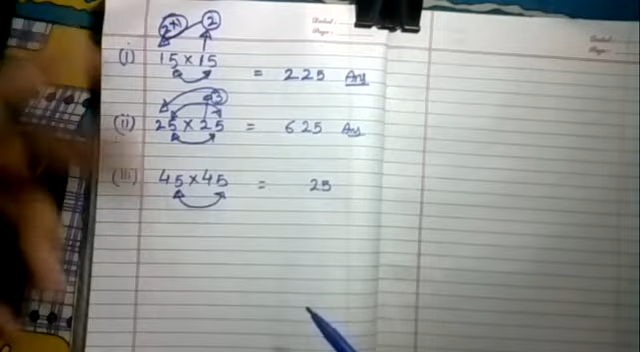 2×1 2
(i) 15×15 = 225 Ans
3
(ii) 25×25 = 625 Ans
(iii) 45×45 = 25